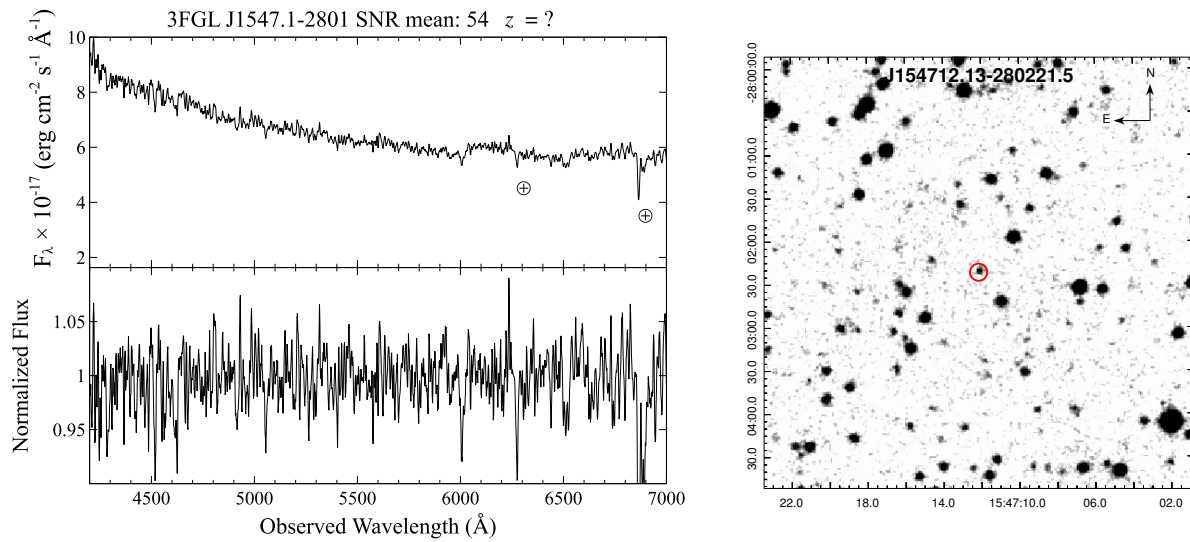 3FGL J1547.1-2801 SNR mean: 54 z = ?
F_λ × 10⁻¹⁷ (erg cm⁻² s⁻¹ Å⁻¹)
10
8
6
4
2
⊕
⊕
Normalized Flux
1.05
1
0.95
4500 5000 5500 6000 6500 7000
Observed Wavelength (Å)
J154712.13-280221.5
N
E
-28:00:00.0
01:00.0
30.0
02:00.0
30.0
03:00.0
30.0
04:00.0
30.0
22.0 18.0 14.0 15:47:10.0 06.0 02.0